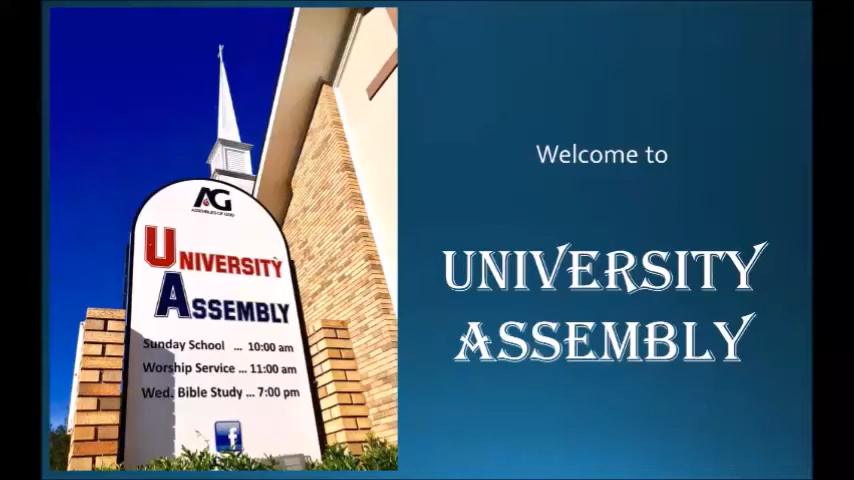 AG
ASSEMBLIES OF GOD
UNIVERSITY
ASSEMBLY
Sunday School ... 10:00 am
Worship Service ... 11:00 am
Wed. Bible Study ... 7:00 pm
f
Welcome to
UNIVERSITY
ASSEMBLY